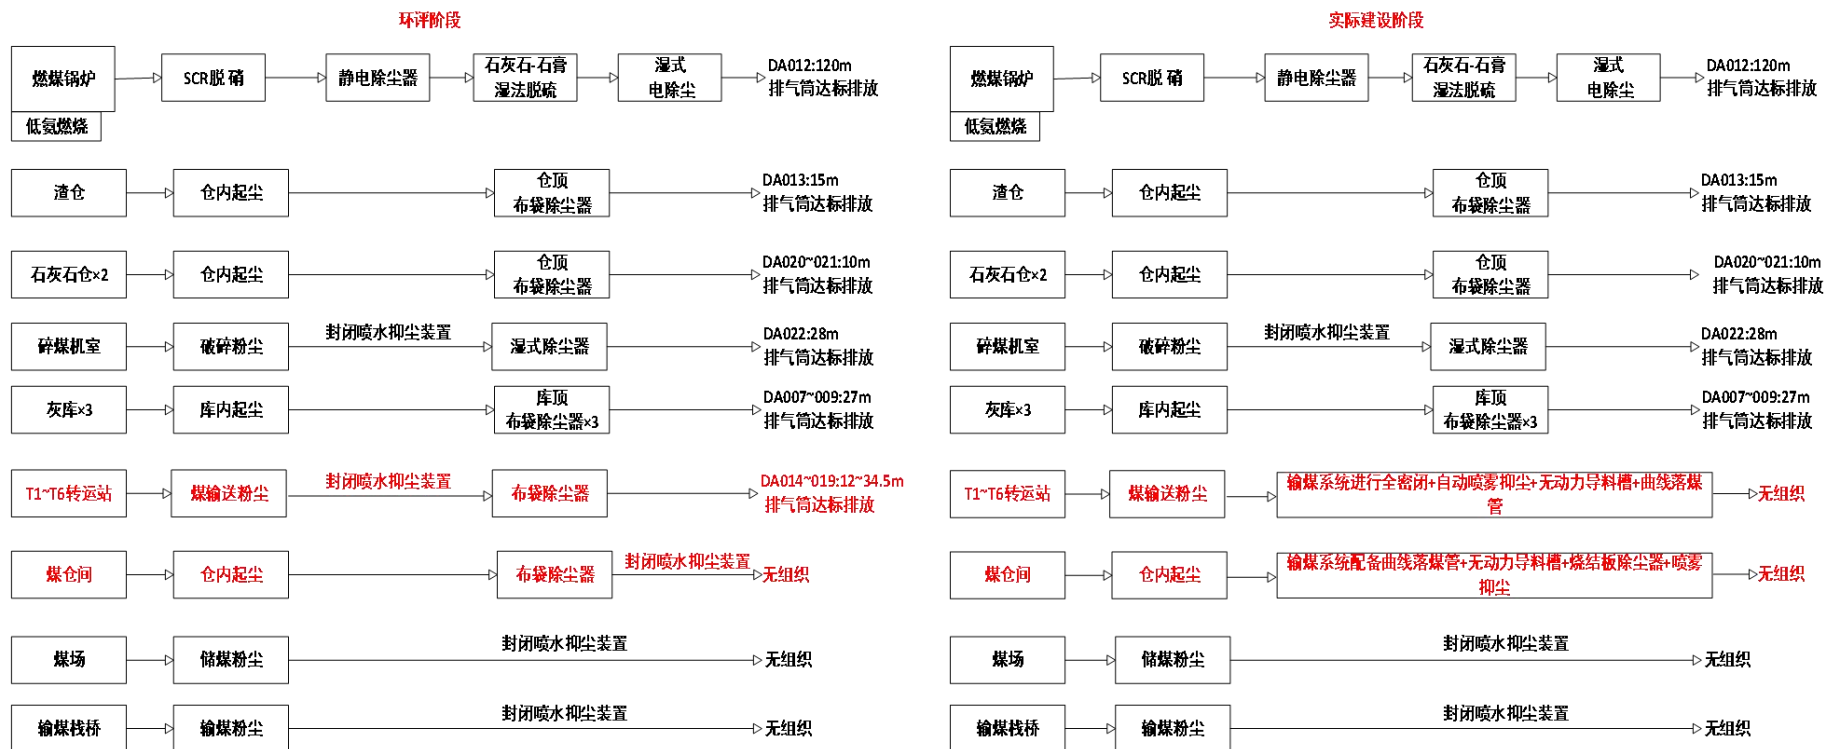 环评阶段
燃煤锅炉
低氨燃烧
SCR脱 硝
静电除尘器
石灰石-石膏
湿法脱硫
湿式
电除尘
DA012:120m
排气筒达标排放
渣仓
仓内起尘
仓顶
布袋除尘器
DA013:15m
排气筒达标排放
石灰石仓×2
仓内起尘
仓顶
布袋除尘器
DA020~021:10m
排气筒达标排放
碎煤机室
破碎粉尘
封闭喷水抑尘装置
湿式除尘器
DA022:28m
排气筒达标排放
灰库×3
库内起尘
库顶
布袋除尘器×3
DA007~009:27m
排气筒达标排放
T1~T6转运站
煤输送粉尘
封闭喷水抑尘装置
布袋除尘器
DA014~019:12~34.5m
排气筒达标排放
煤仓间
仓内起尘
布袋除尘器
封闭喷水抑尘装置
无组织
煤场
储煤粉尘
封闭喷水抑尘装置
无组织
输煤栈桥
输煤粉尘
封闭喷水抑尘装置
无组织
实际建设阶段
燃煤锅炉
低氨燃烧
SCR脱 硝
静电除尘器
石灰石-石膏
湿法脱硫
湿式
电除尘
DA012:120m
排气筒达标排放
渣仓
仓内起尘
仓顶
布袋除尘器
DA013:15m
排气筒达标排放
石灰石仓×2
仓内起尘
仓顶
布袋除尘器
DA020~021:10m
排气筒达标排放
碎煤机室
破碎粉尘
封闭喷水抑尘装置
湿式除尘器
DA022:28m
排气筒达标排放
灰库×3
库内起尘
库顶
布袋除尘器×3
DA007~009:27m
排气筒达标排放
T1~T6转运站
煤输送粉尘
输煤系统进行全密闭+自动喷雾抑尘+无动力导料槽+曲线落煤
管
无组织
煤仓间
仓内起尘
输煤系统配备曲线落煤管+无动力导料槽+烧结板除尘器+喷雾
抑尘
无组织
煤场
储煤粉尘
封闭喷水抑尘装置
无组织
输煤栈桥
输煤粉尘
封闭喷水抑尘装置
无组织